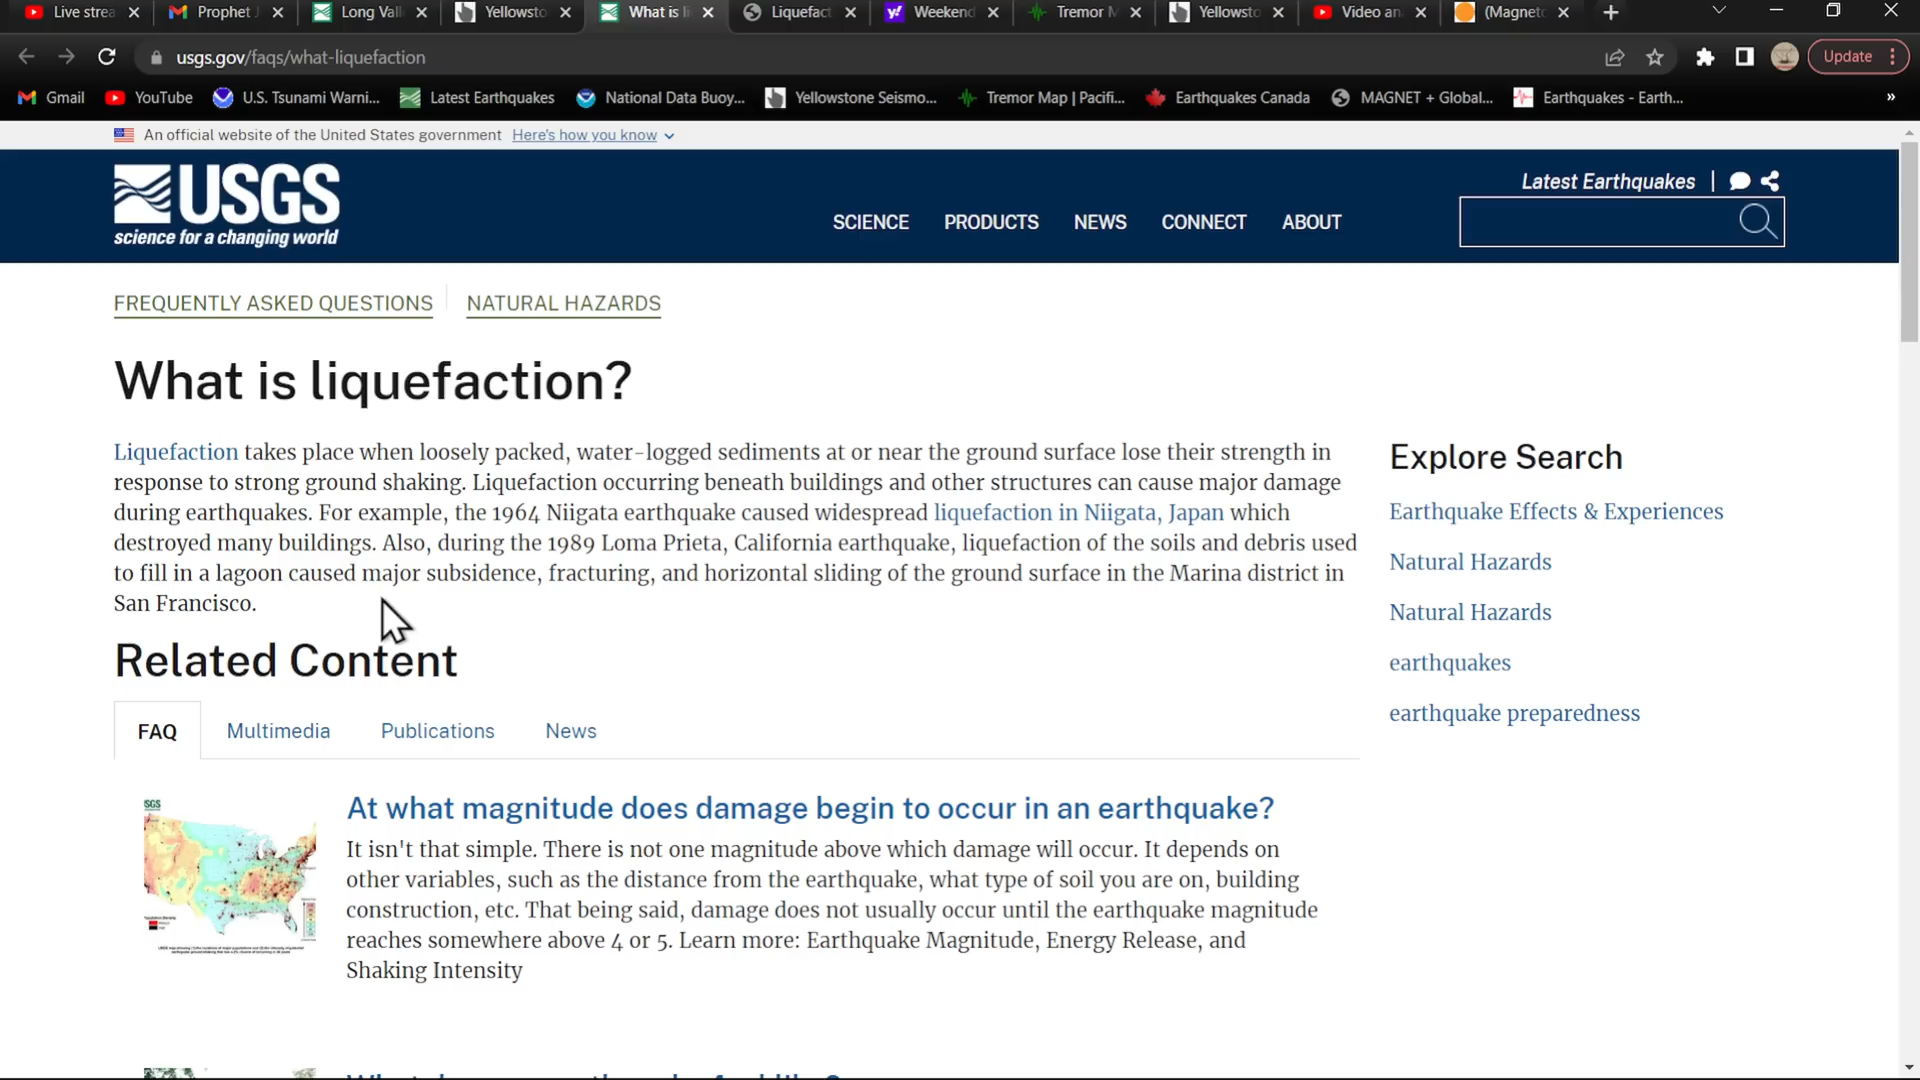 Live strea
Prophet J
Long Vall
Yellowsto
What is li
Liquefact
Weekend
Tremor M
Yellowsto
Video an
(Magneto
usgs.gov/faqs/what-liquefaction
Update
Gmail
YouTube
U.S. Tsunami Warni...
Latest Earthquakes
National Data Buoy...
Yellowstone Seismo...
Tremor Map | Pacifi...
Earthquakes Canada
MAGNET + Global...
Earthquakes - Earth...
»
An official website of the United States government Here's how you know
USGS
science for a changing world
SCIENCE PRODUCTS NEWS CONNECT ABOUT
Latest Earthquakes |
FREQUENTLY ASKED QUESTIONS NATURAL HAZARDS
What is liquefaction?
Liquefaction takes place when loosely packed, water-logged sediments at or near the ground surface lose their strength in
response to strong ground shaking. Liquefaction occurring beneath buildings and other structures can cause major damage
during earthquakes. For example, the 1964 Niigata earthquake caused widespread liquefaction in Niigata, Japan which
destroyed many buildings. Also, during the 1989 Loma Prieta, California earthquake, liquefaction of the soils and debris used
to fill in a lagoon caused major subsidence, fracturing, and horizontal sliding of the ground surface in the Marina district in
San Francisco.
Explore Search
Earthquake Effects & Experiences
Natural Hazards
Natural Hazards
earthquakes
earthquake preparedness
Related Content
FAQ Multimedia Publications News
At what magnitude does damage begin to occur in an earthquake?
It isn't that simple. There is not one magnitude above which damage will occur. It depends on
other variables, such as the distance from the earthquake, what type of soil you are on, building
construction, etc. That being said, damage does not usually occur until the earthquake magnitude
reaches somewhere above 4 or 5. Learn more: Earthquake Magnitude, Energy Release, and
Shaking Intensity